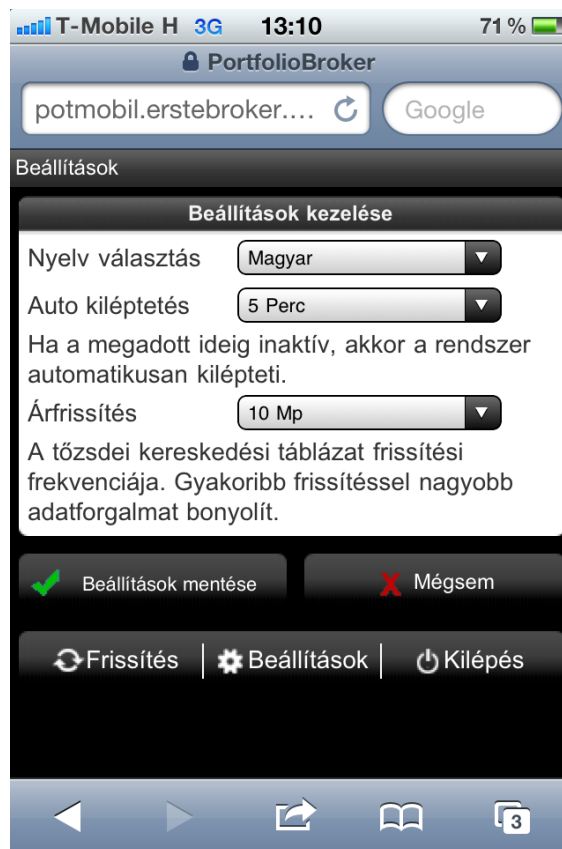 T-Mobile H 3G 13:10 71 %
PortfolioBroker
potmobil.erstebroker.... Google
Beállítások
Beállítások kezelése
Nyelv választás Magyar
Auto kiléptetés 5 Perc
Ha a megadott ideig inaktív, akkor a rendszer
automatikusan kilépteti.
Árfrissítés 10 Mp
A tőzsdei kereskedési táblázat frissítési
frekvenciája. Gyakoribb frissítéssel nagyobb
adatforgalmat bonyolít.
Beállítások mentése Mégsem
Frissítés Beállítások Kilépés
3